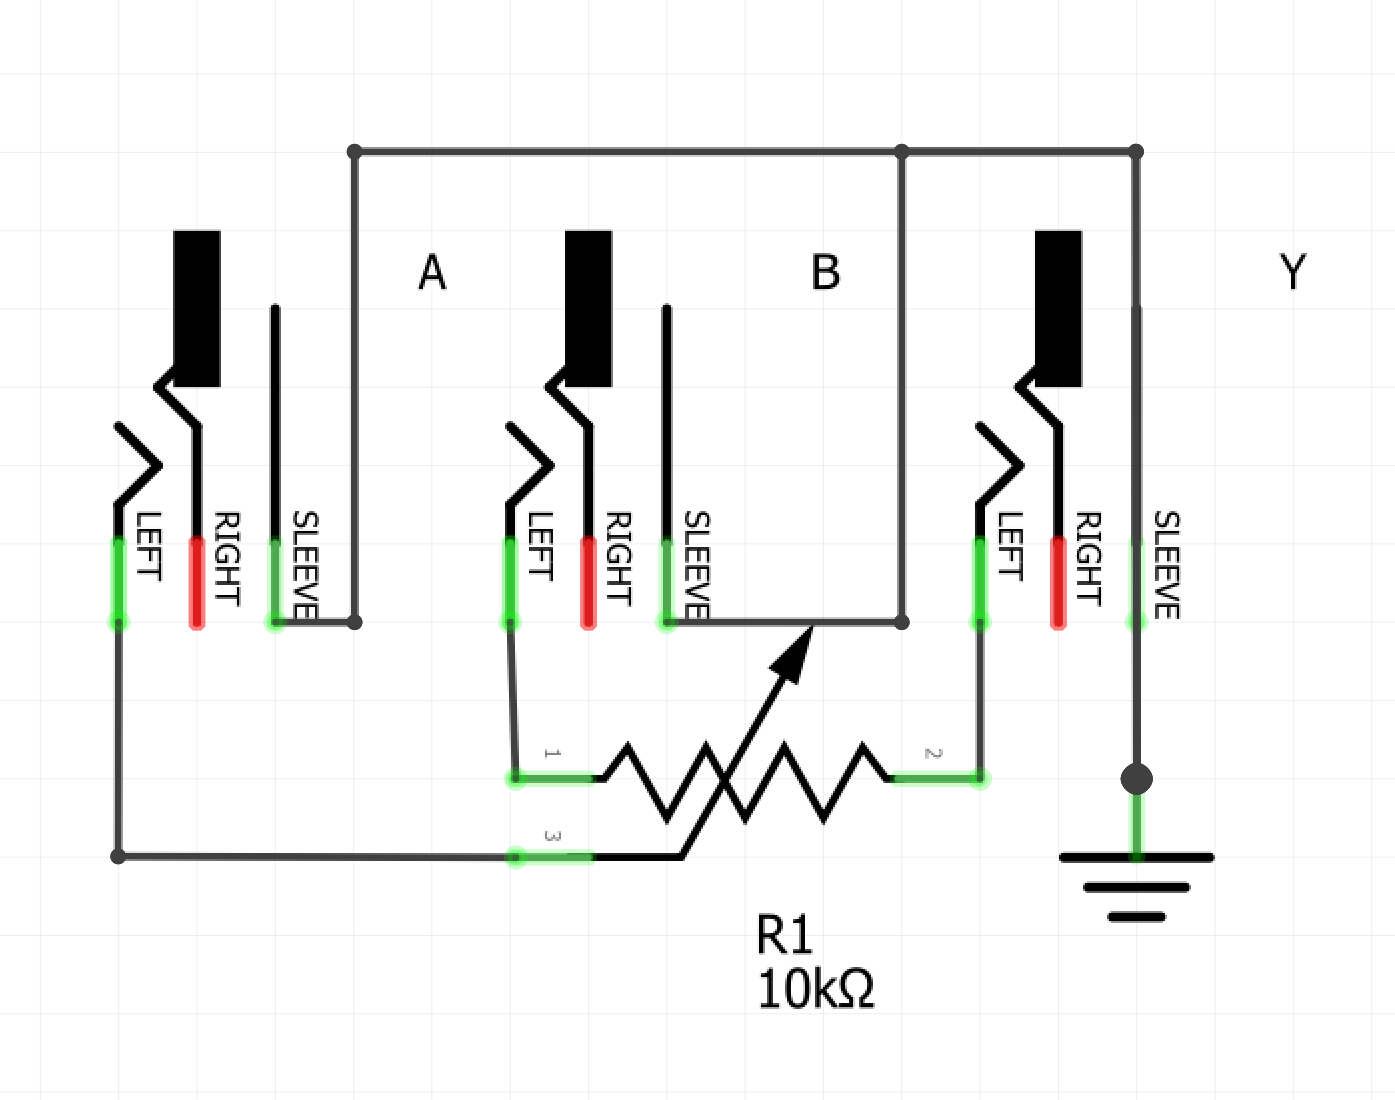 A
B
Y
LEFT
RIGHT
SLEEVE
LEFT
RIGHT
SLEEVE
LEFT
RIGHT
SLEEVE
1
2
3
R1
10kΩ